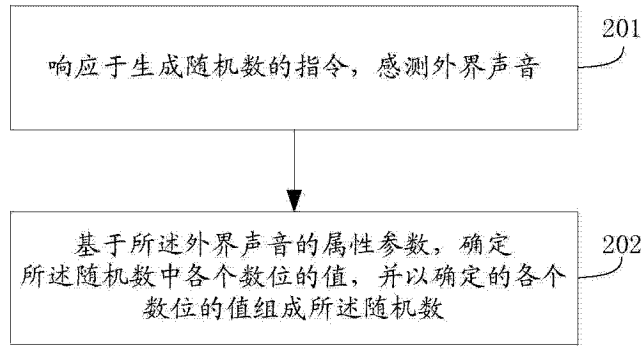 201
响应于生成随机数的指令，感测外界声音
202
基于所述外界声音的属性参数，确定
所述随机数中各个数位的值，并以确定的各个
数位的值组成所述随机数